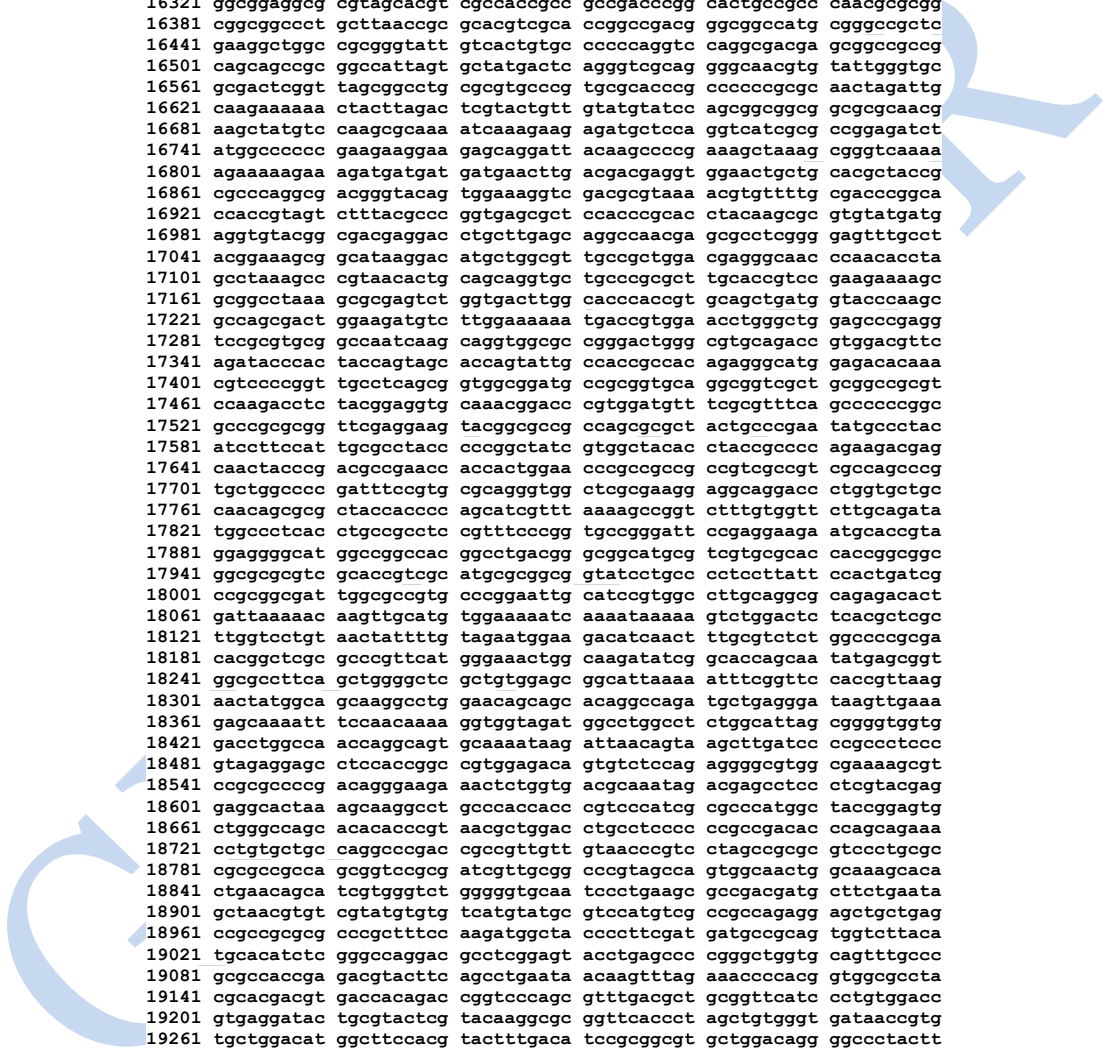 16321 ggcggaggcg cgtagcacgt cgccaccgcc gccgacccgg cactgccgcc caacgcgcgg
16381 cggcggccct gcttaaccgc gcacgtcgca ccggccgacg ggcggccatg cgggccgctc
16441 gaaggctggc cgcgggtatt gtcactgtgc cccccaggtc caggcgacga gcggccgccg
16501 cagcagccgc ggccattagt gctatgactc agggtcgcag gggcaacgtg tattgggtgc
16561 gcgactcggt tagcggcctg cgcgtgcccg tgcgcacccg ccccccgcgc aactagattg
16621 caagaaaaaa ctacttagac tcgtactgtt gtatgtatcc agcggcggcg gcgcgcaacg
16681 aagctatgtc caagcgcaaa atcaaagaag agatgctcca ggtcatcgcg ccggagatct
16741 atggcccccc gaagaaggaa gagcaggatt acaagccccg aaagctaaag cgggtcaaaa
16801 agaaaaagaa agatgatgat gatgaacttg acgacgaggt ggaactgctg cacgctaccg
16861 cgcccaggcg acgggtacag tggaaaggtc gacgcgtaaa acgtgttttg cgacccggca
16921 ccaccgtagt ctttacgccc ggtgagcgct ccacccgcac ctacaagcgc gtgtatgatg
16981 aggtgtacgg cgacgaggac ctgcttgagc aggccaacga gcgcctcggg gagtttgcct
17041 acggaaagcg gcataaggac atgctggcgt tgccgctgga cgagggcaac ccaacaccta
17101 gcctaaagcc cgtaacactg cagcaggtgc tgcccgcgct tgcaccgtcc gaagaaaagc
17161 gcggcctaaa gcgcgagtct ggtgacttgg cacccaccgt gcagctgatg gtacccaagc
17221 gccagcgact ggaagatgtc ttggaaaaaa tgaccgtgga acctgggctg gagcccgagg
17281 tccgcgtgcg gccaatcaag caggtggcgc cgggactggg cgtgcagacc gtggacgttc
17341 agatacccac taccagtagc accagtattg ccaccgccac agagggcatg gagacacaaa
17401 cgtccccggt tgcctcagcg gtggcggatg ccgcggtgca ggcggtcgct gcggccgcgt
17461 ccaagacctc tacggaggtg caaacggacc cgtggatgtt tcgcgtttca gccccccggc
17521 gcccgcgcgg ttcgaggaag tacggcgccg ccagcgcgct actgcccgaa tatgccctac
17581 atccttccat tgcgcctacc cccggctatc gtggctacac ctaccgcccc agaagacgag
17641 caactacccg acgccgaacc accactggaa cccgccgccg ccgtcgccgt cgccagcccg
17701 tgctggcccc gatttccgtg cgcagggtgg ctcgcgaagg aggcaggacc ctggtgctgc
17761 caacagcgcg ctaccacccc agcatcgttt aaaagccggt ctttgtggtt cttgcagata
17821 tggccctcac ctgccgcctc cgtttcccgg tgccgggatt ccgaggaaga atgcaccgta
17881 ggaggggcat ggccggccac ggcctgacgg gcggcatgcg tcgtgcgcac caccggcggc
17941 ggcgcgcgtc gcaccgtcgc atgcgcggcg gtatcctgcc cctccttatt ccactgatcg
18001 ccgcggcgat tggcgccgtg cccggaattg catccgtggc cttgcaggcg cagagacact
18061 gattaaaaac aagttgcatg tggaaaaatc aaaataaaaa gtctggactc tcacgctcgc
18121 ttggtcctgt aactattttg tagaatggaa gacatcaact ttgcgtctct ggccccgcga
18181 cacggctcgc gcccgttcat gggaaactgg caagatatcg gcaccagcaa tatgagcggt
18241 ggcgccttca gctggggctc gctgtggagc ggcattaaaa atttcggttc caccgttaag
18301 aactatggca gcaaggcctg gaacagcagc acaggccaga tgctgaggga taagttgaaa
18361 gagcaaaatt tccaacaaaa ggtggtagat ggcctggcct ctggcattag cggggtggtg
18421 gacctggcca accaggcagt gcaaaataag attaacagta agcttgatcc ccgccctccc
18481 gtagaggagc ctccaccggc cgtggagaca gtgtctccag aggggcgtgg cgaaaagcgt
18541 ccgcgccccg acagggaaga aactctggtg acgcaaatag acgagcctcc ctcgtacgag
18601 gaggcactaa agcaaggcct gcccaccacc cgtcccatcg cgcccatggc taccggagtg
18661 ctgggccagc acacacccgt aacgctggac ctgcctcccc ccgccgacac ccagcagaaa
18721 cctgtgctgc caggcccgac cgccgttgtt gtaacccgtc ctagccgcgc gtccctgcgc
18781 cgcgccgcca gcggtccgcg atcgttgcgg cccgtagcca gtggcaactg gcaaagcaca
18841 ctgaacagca tcgtgggtct gggggtgcaa tccctgaagc gccgacgatg cttctgaata
18901 gctaacgtgt cgtatgtgtg tcatgtatgc gtccatgtcg ccgccagagg agctgctgag
18961 ccgccgcgcg cccgctttcc aagatggcta ccccttcgat gatgccgcag tggtcttaca
19021 tgcacatctc gggccaggac gcctcggagt acctgagccc cgggctggtg cagtttgccc
19081 gcgccaccga gacgtacttc agcctgaata acaagtttag aaaccccacg gtggcgccta
19141 cgcacgacgt gaccacagac cggtcccagc gtttgacgct gcggttcatc cctgtggacc
19201 gtgaggatac tgcgtactcg tacaaggcgc ggttcaccct agctgtgggt gataaccgtg
19261 tgctggacat ggcttccacg tactttgaca tccgcggcgt gctggacagg ggccctactt